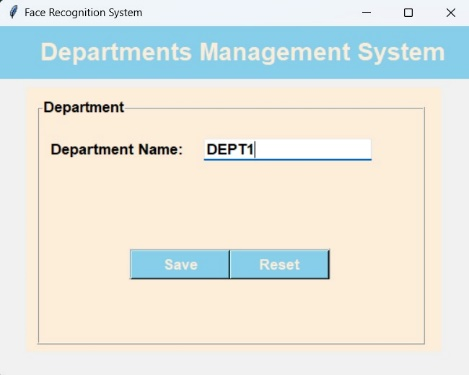 Face Recognition System
Departments Management System
Department
Department Name: DEPT1
Save Reset